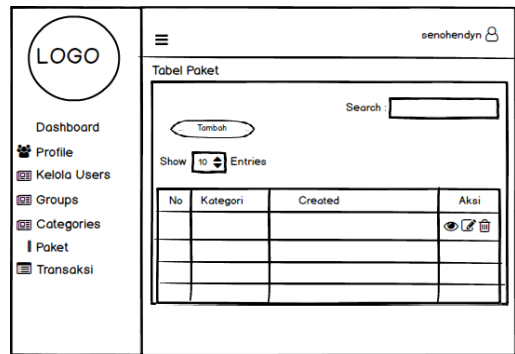 LOGO
Dashboard
Profile
Kelola Users
Groups
Categories
Paket
Transaksi
senohendyn
Tabel Paket
Search :
Tambah
Show 10 Entries
No Kategori Created Aksi